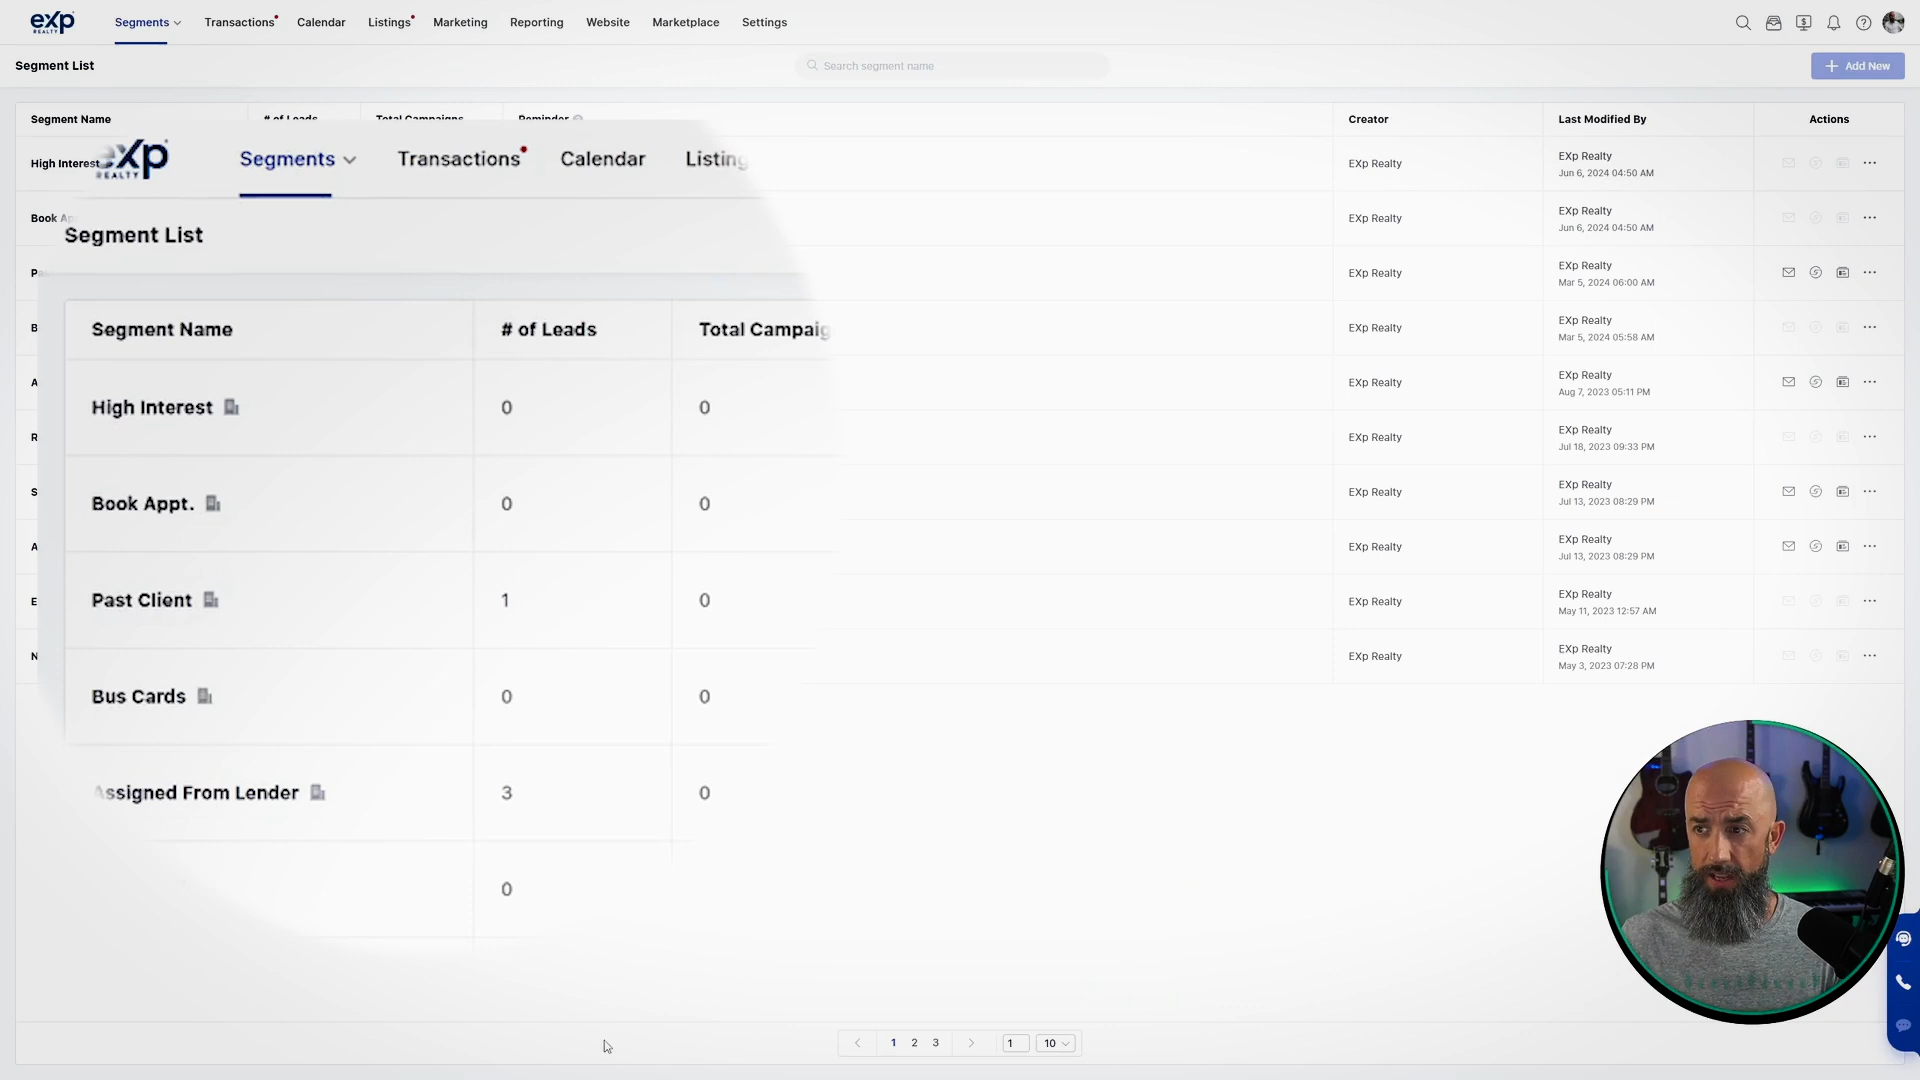 eXp
REALTY
Segments
Transactions
Calendar
Listings
Marketing
Reporting
Website
Marketplace
Settings
Segment List
Search segment name
Add New
Segment Name
# of Leads
Total Campaigns
Reminder
Creator
Last Modified By
Actions
High Interest
EXp Realty
EXp Realty
Jun 6, 2024 04:50 AM
Book Ap
EXp Realty
EXp Realty
Jun 6, 2024 04:50 AM
EXp Realty
EXp Realty
Mar 5, 2024 06:00 AM
B
EXp Realty
EXp Realty
Mar 5, 2024 05:58 AM
A
EXp Realty
EXp Realty
Aug 7, 2023 05:11 PM
R
EXp Realty
EXp Realty
Jul 18, 2023 09:33 PM
S
EXp Realty
EXp Realty
Jul 13, 2023 08:29 PM
A
EXp Realty
EXp Realty
Jul 13, 2023 08:29 PM
E
EXp Realty
EXp Realty
May 11, 2023 12:57 AM
N
EXp Realty
EXp Realty
May 3, 2023 07:28 PM
eXp
REALTY
Segments
Transactions
Calendar
Listing
Segment List
Segment Name
# of Leads
Total Campaig
High Interest
0
0
Book Appt.
0
0
Past Client
1
0
Bus Cards
0
0
Assigned From Lender
3
0
0
1
2
3
1
10